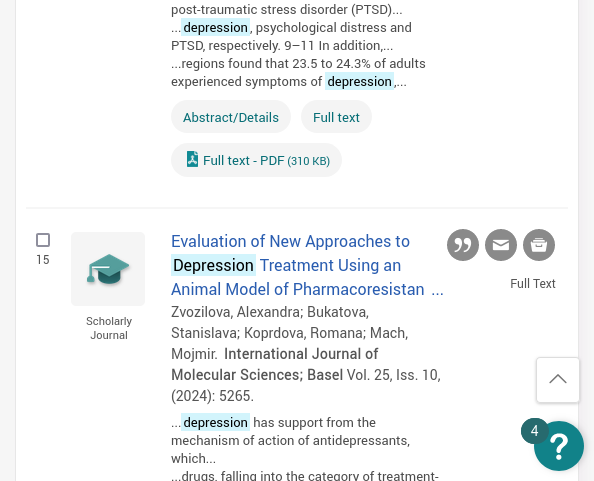 post-traumatic stress disorder (PTSD)...
...depression, psychological distress and
PTSD, respectively. 9–11 In addition,...
...regions found that 23.5 to 24.3% of adults
experienced symptoms of depression,...
Abstract/Details
Full text
Full text - PDF (310 KB)
15
Scholarly
Journal
Evaluation of New Approaches to
Depression Treatment Using an
Animal Model of Pharmacoresistan ...
Full Text
Zvozilova, Alexandra; Bukatova,
Stanislava; Koprdova, Romana; Mach,
Mojmir. International Journal of
Molecular Sciences; Basel Vol. 25, Iss. 10,
(2024): 5265.
...depression has support from the
mechanism of action of antidepressants,
which...
...drugs, falling into the category of treatment-
4
?